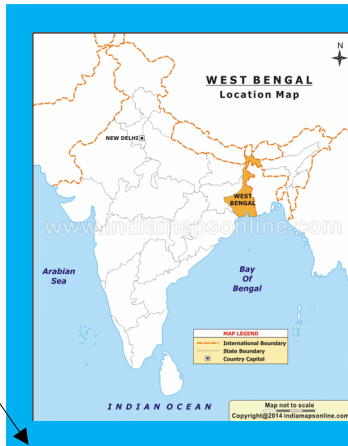 N
WEST BENGAL
Location Map
NEW DELHI
WEST
BENGAL
www.indiamapsonline.com
Arabian
Sea
Bay
Of
Bengal
MAP LEGEND
International Boundary
State Boundary
Country Capital
INDIAN OCEAN
Map not to scale
Copyright@2014 indiamapsonline.com